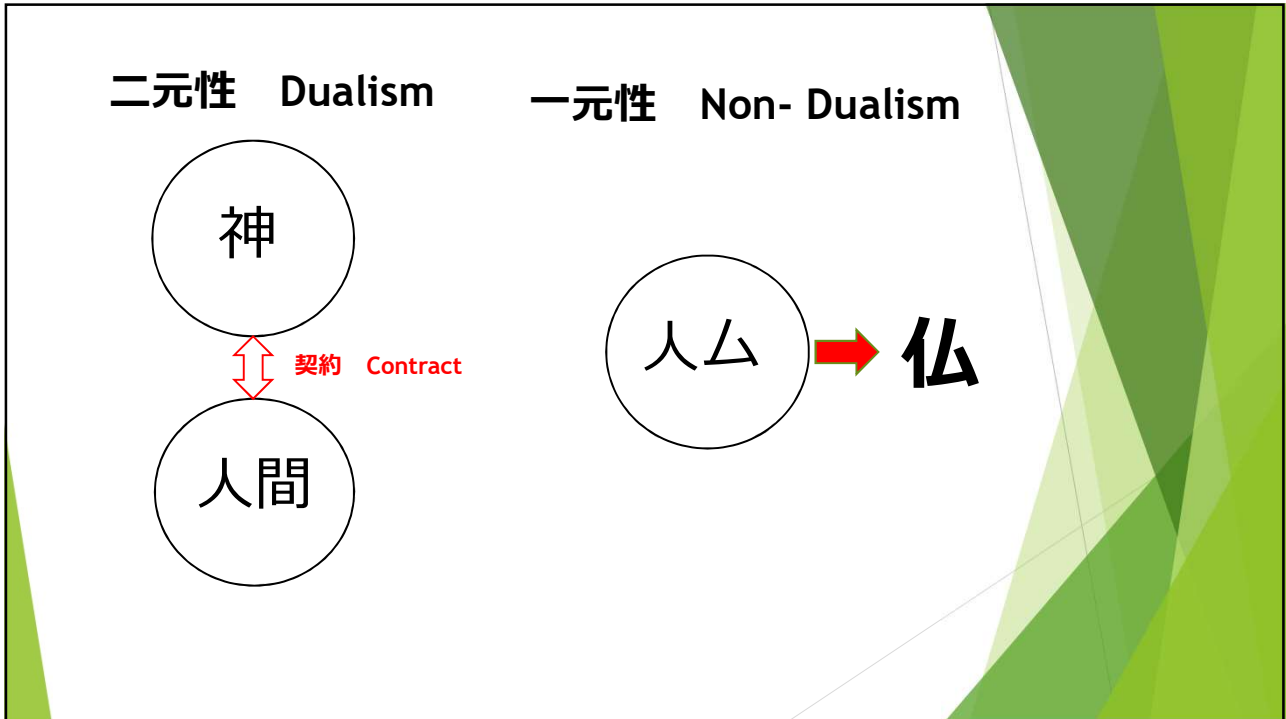 二元性　Dualism
神
契約　Contract
人間
一元性　Non- Dualism
人ム
仏